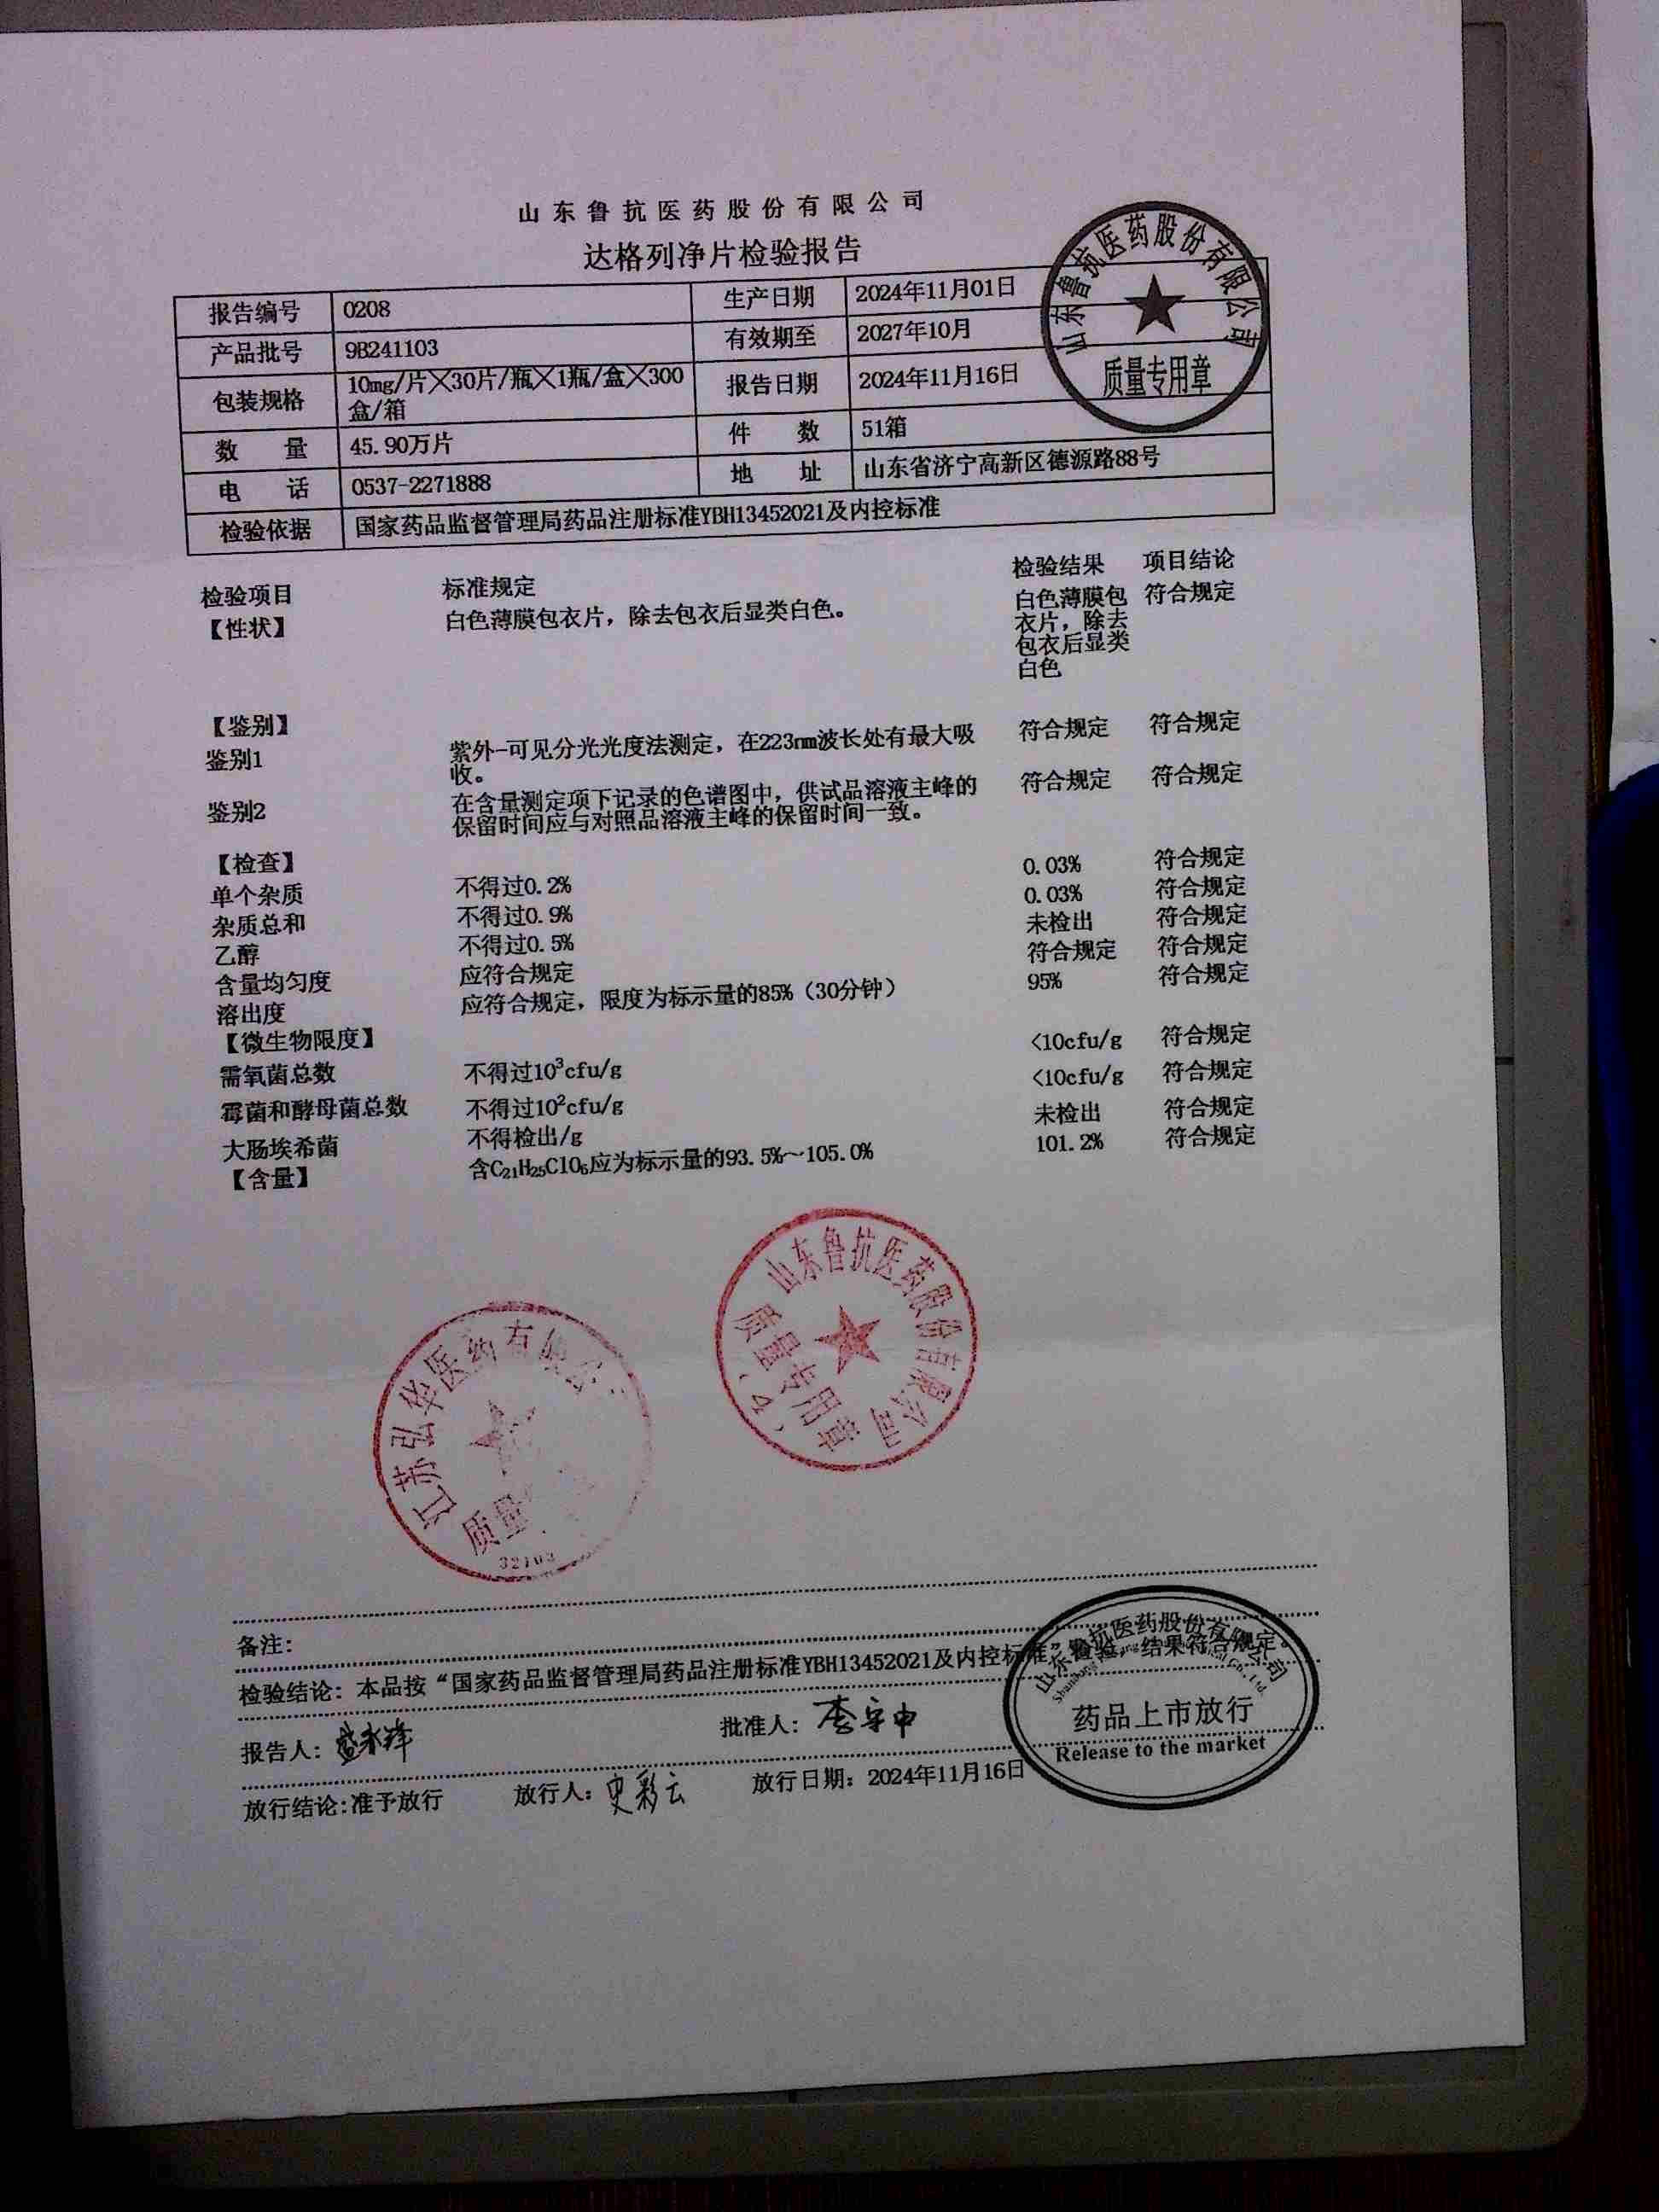 山东鲁抗医药股份有限公司
达格列净片检验报告
报告编号 0208 生产日期 2024年11月01日
产品批号 9B241103 有效期至 2027年10月
包装规格 10mg/片×30片/瓶×1瓶/盒×300
盒/箱 报告日期 2024年11月16日
数 量 45.90万片 件 数 51箱
电 话 0537-2271888 地 址 山东省济宁高新区德源路88号
检验依据 国家药品监督管理局药品注册标准YBH13452021及内控标准
山东鲁抗医药股份有限公司
质量专用章
检验项目 标准规定 检验结果 项目结论
【性状】 白色薄膜包衣片，除去包衣后显类白色。 白色薄膜包 符合规定
衣片，除去
包衣后显类
白色
【鉴别】
鉴别1 紫外-可见分光光度法测定，在223nm波长处有最大吸 符合规定 符合规定
收。
鉴别2 在含量测定项下记录的色谱图中，供试品溶液主峰的 符合规定 符合规定
保留时间应与对照品溶液主峰的保留时间一致。
【检查】
单个杂质 不得过0.2% 0.03% 符合规定
杂质总和 不得过0.9% 0.03% 符合规定
乙醇 不得过0.5% 未检出 符合规定
含量均匀度 应符合规定 符合规定 符合规定
溶出度 应符合规定，限度为标示量的85%（30分钟） 95% 符合规定
【微生物限度】
需氧菌总数 不得过10³cfu/g <10cfu/g 符合规定
霉菌和酵母菌总数 不得过10²cfu/g <10cfu/g 符合规定
大肠埃希菌 不得检出/g 未检出 符合规定
【含量】 含C₂₁H₂₅ClO₆应为标示量的93.5%～105.0% 101.2% 符合规定
山东鲁抗医药股份有限公司
质量专用章
(4)
江苏弘华医药有限公
质量
备注：
检验结论：本品按“国家药品监督管理局药品注册标准YBH13452021及内控标准”检验，结果符合规定。
报告人： 批准人：李守中
放行结论:准予放行 放行人：史彩云 放行日期：2024年11月16日
山东鲁抗医药股份有限公司
药品上市放行
Release to the market